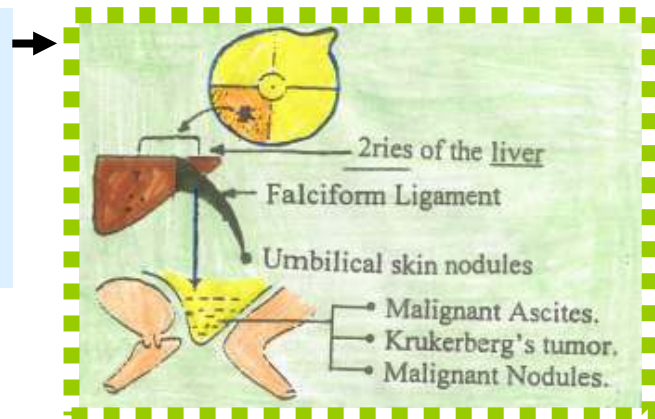 2ries of the liver
Falciform Ligament
Umbilical skin nodules
Malignant Ascites.
Krukerberg's tumor.
Malignant Nodules.